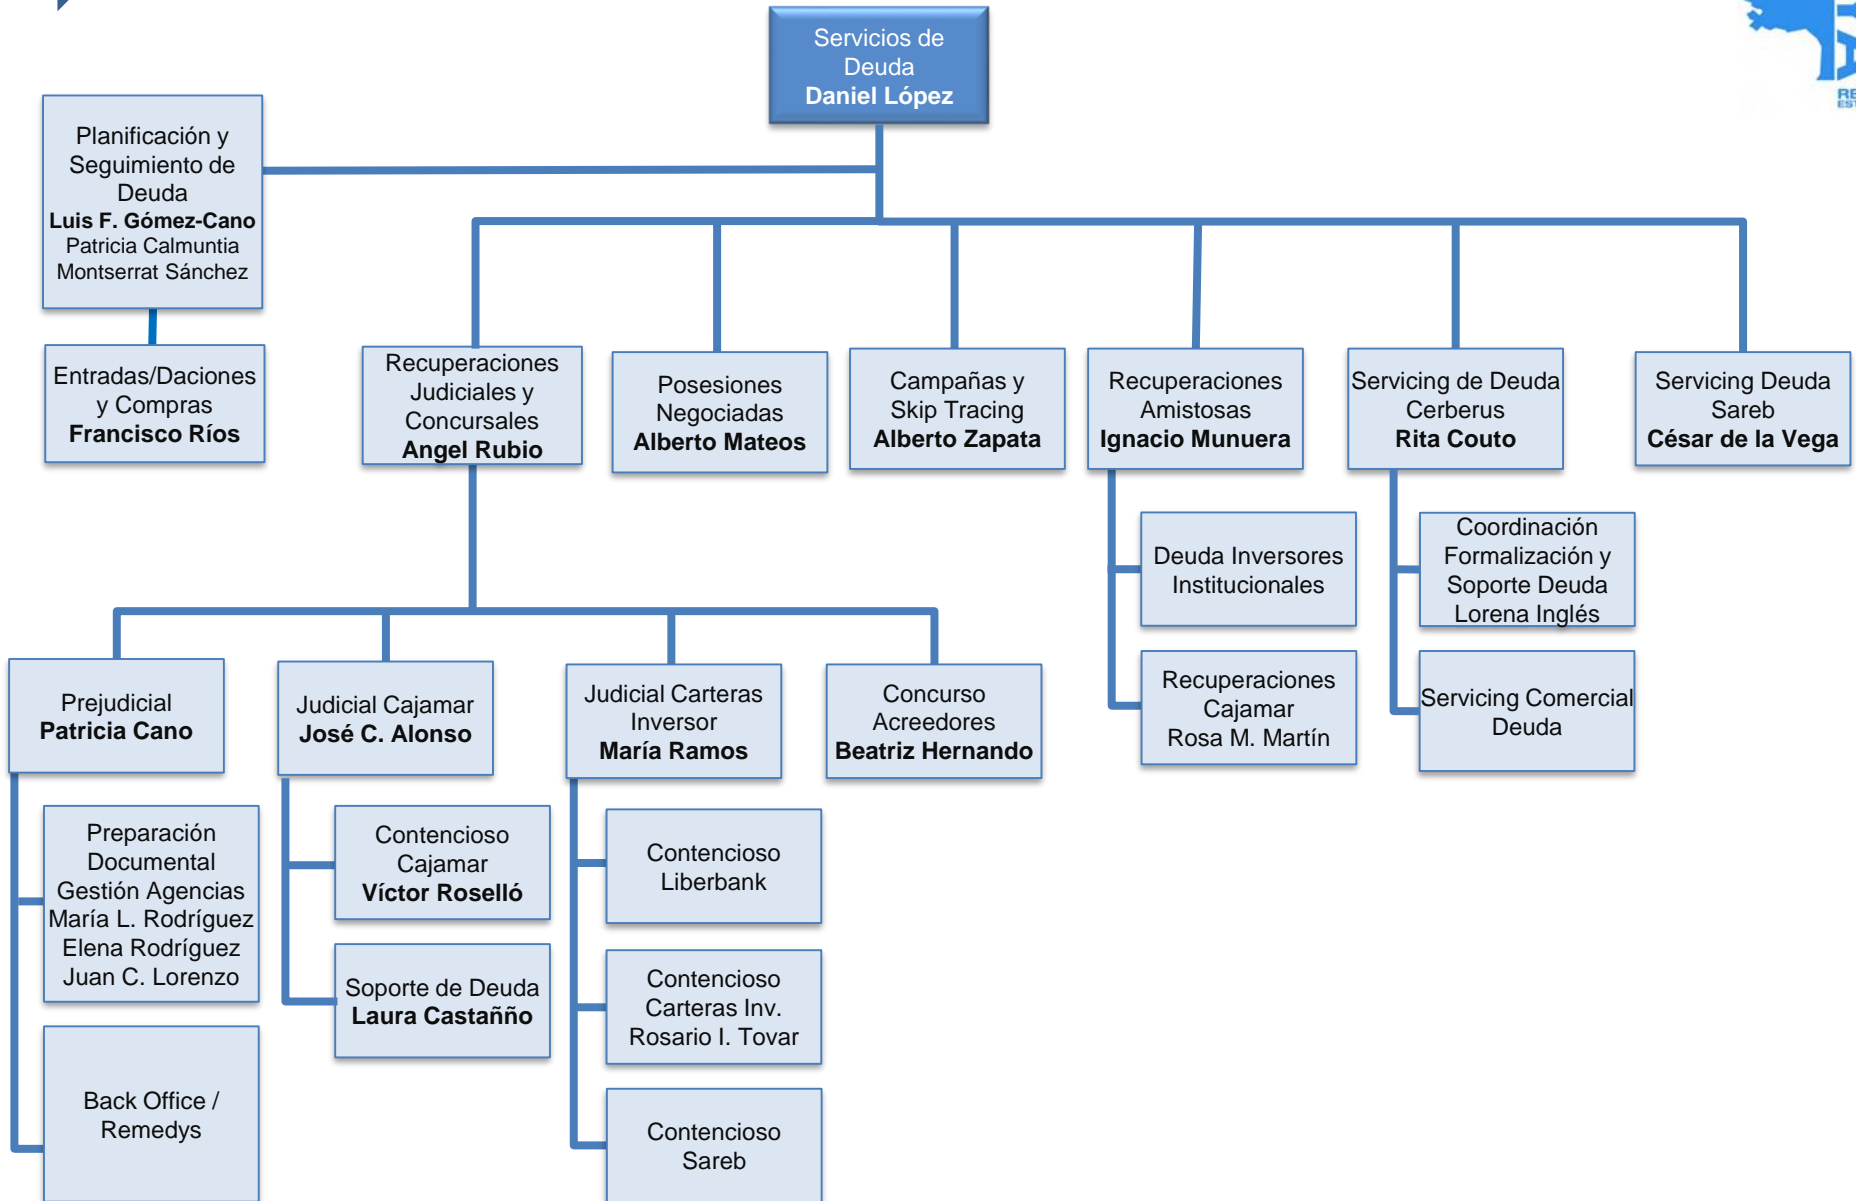 Servicios de
Deuda
Daniel López
Planificación y
Seguimiento de
Deuda
Luis F. Gómez-Cano
Patricia Calmuntia
Montserrat Sánchez
Entradas/Daciones
y Compras
Francisco Ríos
Recuperaciones
Judiciales y
Concursales
Angel Rubio
Posesiones
Negociadas
Alberto Mateos
Campañas y
Skip Tracing
Alberto Zapata
Recuperaciones
Amistosas
Ignacio Munuera
Servicing de Deuda
Cerberus
Rita Couto
Servicing Deuda
Sareb
César de la Vega
Deuda Inversores
Institucionales
Recuperaciones
Cajamar
Rosa M. Martín
Coordinación
Formalización y
Soporte Deuda
Lorena Inglés
Servicing Comercial
Deuda
Prejudicial
Patricia Cano
Judicial Cajamar
José C. Alonso
Judicial Carteras
Inversor
María Ramos
Concurso
Acreedores
Beatriz Hernando
Preparación
Documental
Gestión Agencias
María L. Rodríguez
Elena Rodríguez
Juan C. Lorenzo
Back Office /
Remedys
Contencioso
Cajamar
Víctor Roselló
Soporte de Deuda
Laura Castañño
Contencioso
Liberbank
Contencioso
Carteras Inv.
Rosario I. Tovar
Contencioso
Sareb